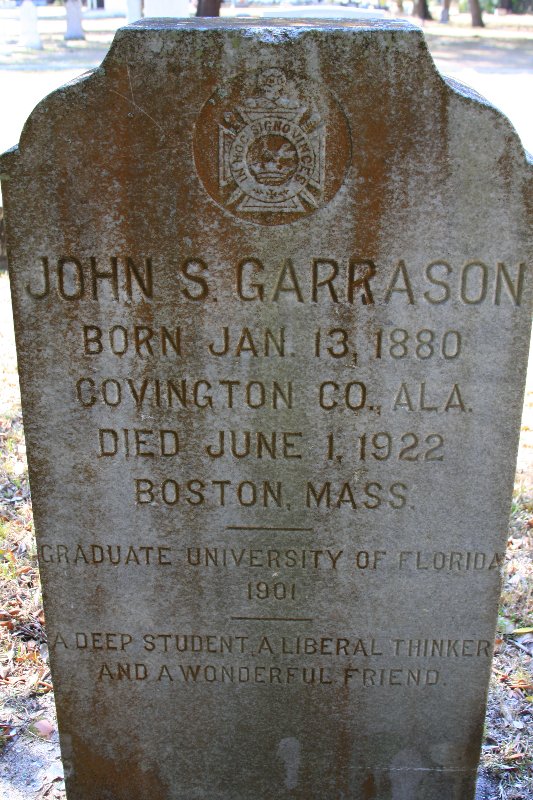 IN HOC SIGNO VINCES
JOHN S. GARRASON
BORN JAN. 13, 1880
COVINGTON CO., ALA.
DIED JUNE 1, 1922
BOSTON, MASS.
GRADUATE UNIVERSITY OF FLORIDA
1901
A DEEP STUDENT, A LIBERAL THINKER
AND A WONDERFUL FRIEND.